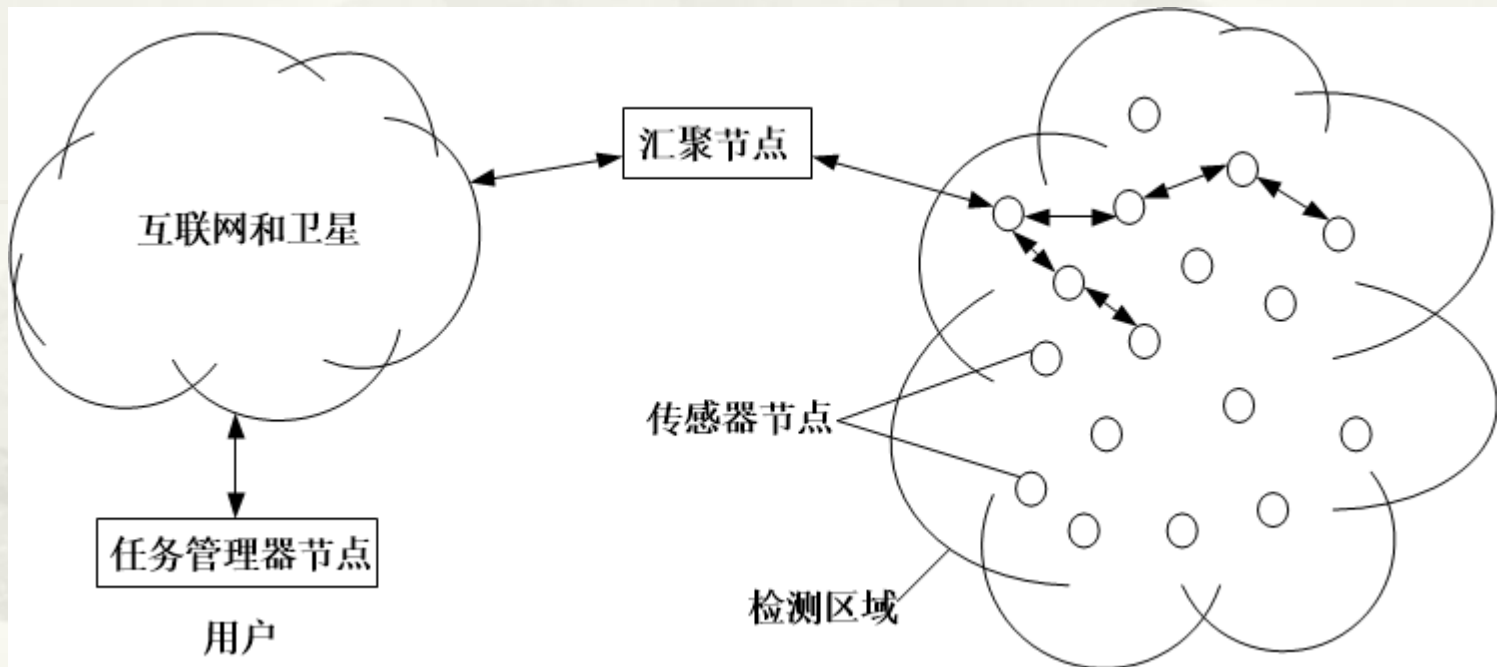 汇聚节点
互联网和卫星
传感器节点
任务管理器节点
检测区域
用户